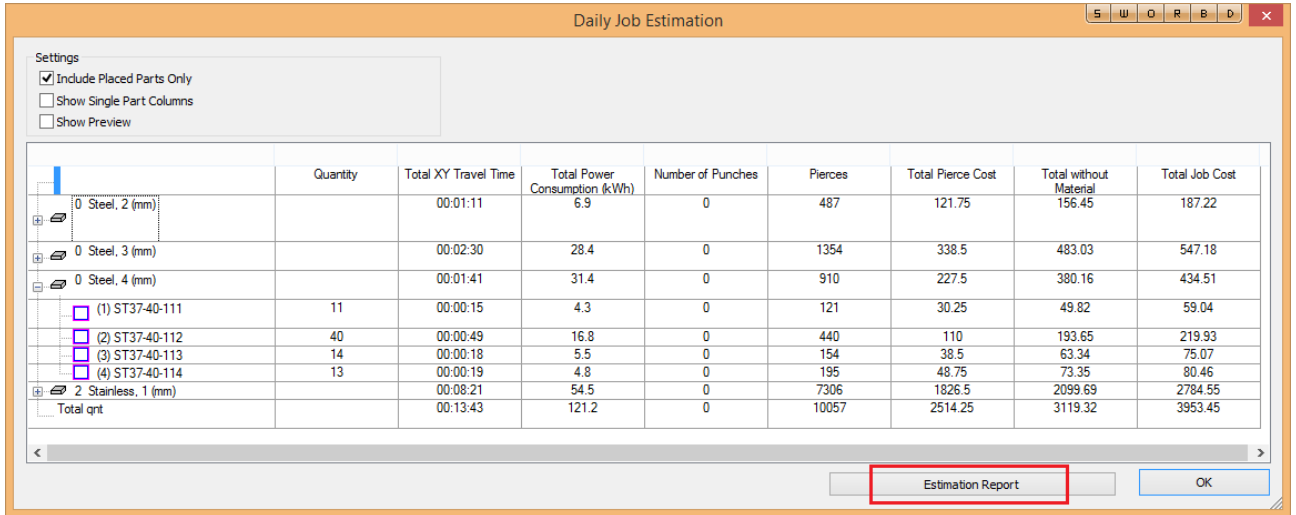 Daily Job Estimation
S W O R B D
Settings
Include Placed Parts Only
Show Single Part Columns
Show Preview
Quantity Total XY Travel Time Total Power Consumption (kWh) Number of Punches Pierces Total Pierce Cost Total without Material Total Job Cost
0 Steel, 2 (mm) 00:01:11 6.9 0 487 121.75 156.45 187.22
0 Steel, 3 (mm) 00:02:30 28.4 0 1354 338.5 483.03 547.18
0 Steel, 4 (mm) 00:01:41 31.4 0 910 227.5 380.16 434.51
(1) ST37-40-111 11 00:00:15 4.3 0 121 30.25 49.82 59.04
(2) ST37-40-112 40 00:00:49 16.8 0 440 110 193.65 219.93
(3) ST37-40-113 14 00:00:18 5.5 0 154 38.5 63.34 75.07
(4) ST37-40-114 13 00:00:19 4.8 0 195 48.75 73.35 80.46
2 Stainless, 1 (mm) 00:08:21 54.5 0 7306 1826.5 2099.69 2784.55
Total qnt 00:13:43 121.2 0 10057 2514.25 3119.32 3953.45
Estimation Report OK